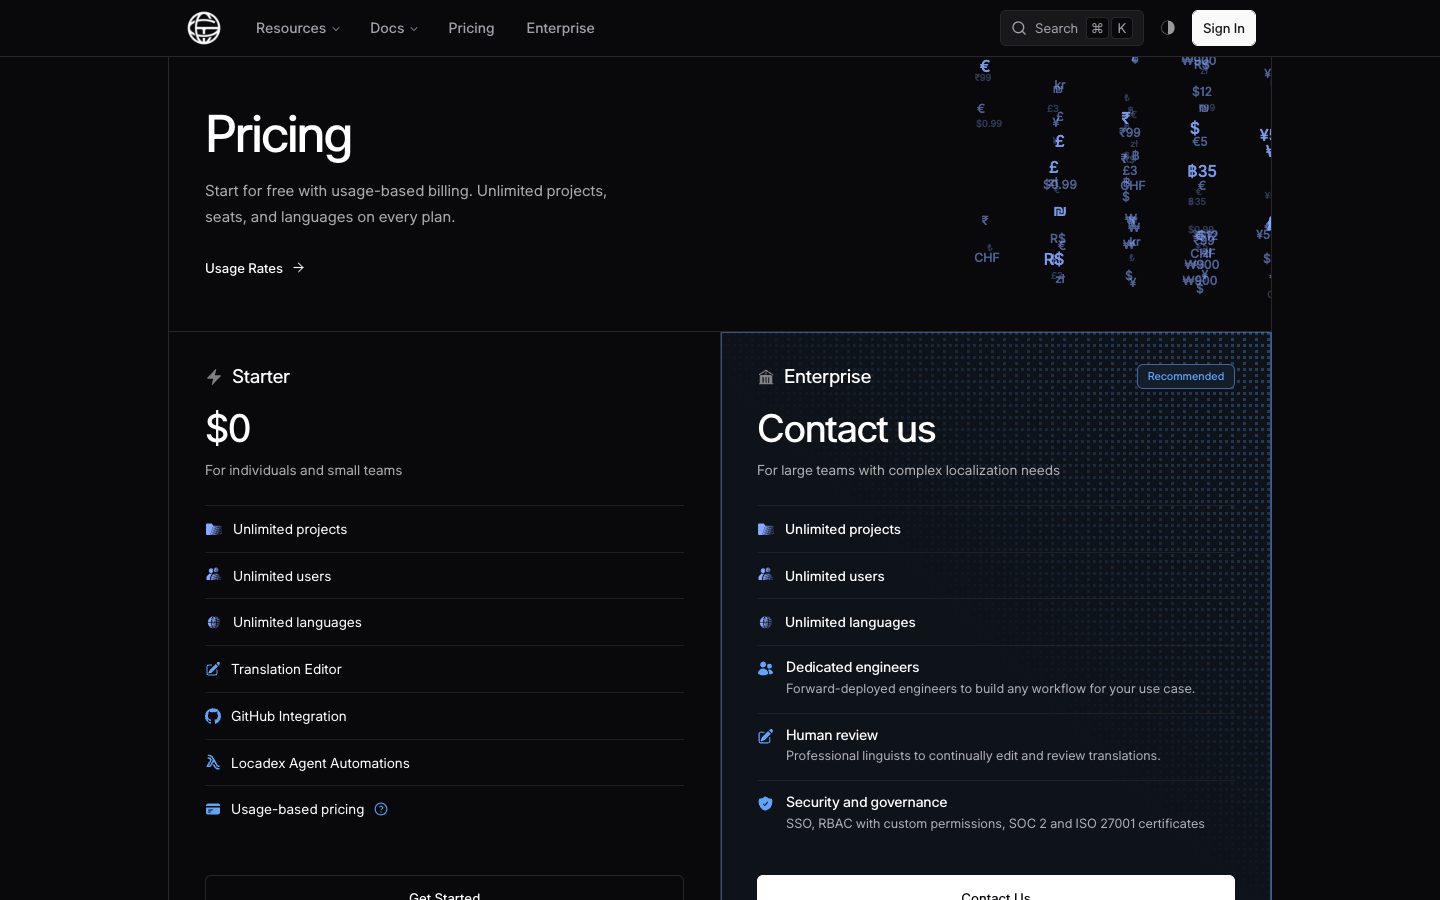 Resources
Docs
Pricing
Enterprise
Search ⌘ K
Sign In
Pricing
Start for free with usage-based billing. Unlimited projects,
seats, and languages on every plan.
Usage Rates →
Starter
$0
For individuals and small teams
Unlimited projects
Unlimited users
Unlimited languages
Translation Editor
GitHub Integration
Locadex Agent Automations
Usage-based pricing
Enterprise
Recommended
Contact us
For large teams with complex localization needs
Unlimited projects
Unlimited users
Unlimited languages
Dedicated engineers
Forward-deployed engineers to build any workflow for your use case.
Human review
Professional linguists to continually edit and review translations.
Security and governance
SSO, RBAC with custom permissions, SOC 2 and ISO 27001 certificates
Get Started
Contact Us